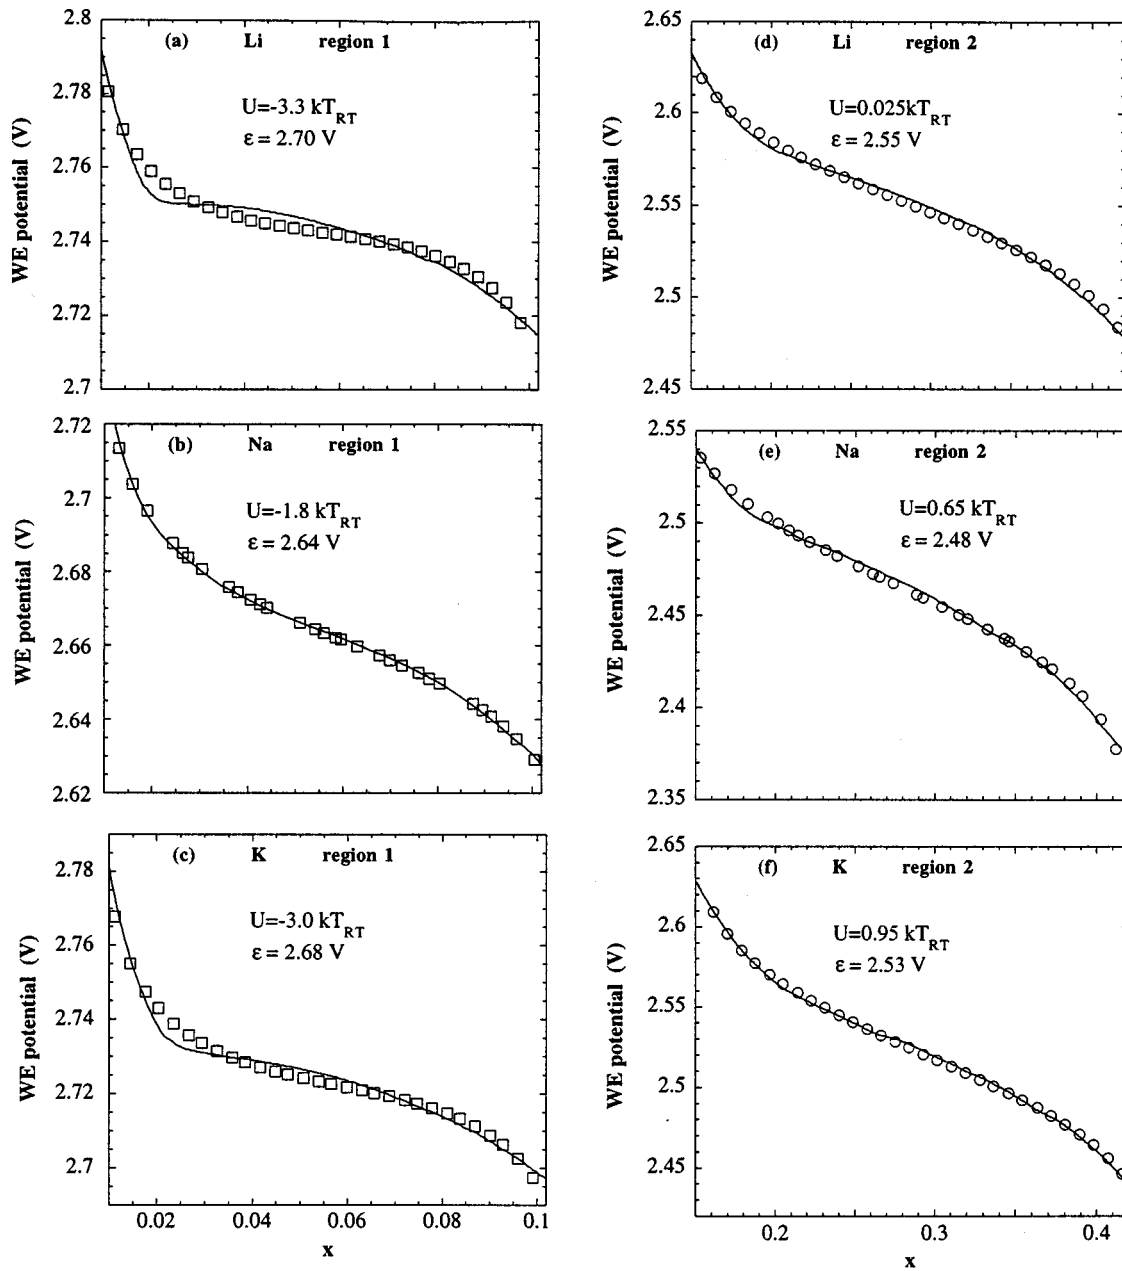 (a) Li region 1
U=-3.3 kT_RT
ε = 2.70 V
WE potential (V)
2.8
2.78
2.76
2.74
2.72
2.7
(d) Li region 2
U=0.025kT_RT
ε = 2.55 V
WE potential (V)
2.65
2.6
2.55
2.5
2.45
(b) Na region 1
U=-1.8 kT_RT
ε = 2.64 V
WE potential (V)
2.72
2.7
2.68
2.66
2.64
2.62
(e) Na region 2
U=0.65 kT_RT
ε = 2.48 V
WE potential (V)
2.55
2.5
2.45
2.4
2.35
(c) K region 1
U=-3.0 kT_RT
ε = 2.68 V
WE potential (V)
2.78
2.76
2.74
2.72
2.7
0.02 0.04 0.06 0.08 0.1
x
(f) K region 2
U=0.95 kT_RT
ε = 2.53 V
WE potential (V)
2.65
2.6
2.55
2.5
2.45
0.2 0.3 0.4
x